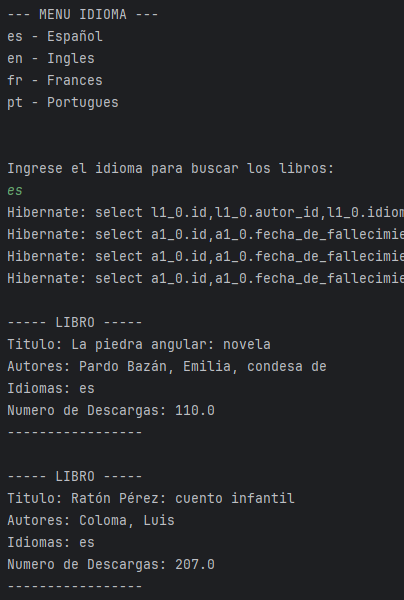 --- MENU IDIOMA ---
es - Español
en - Ingles
fr - Frances
pt - Portugues
Ingrese el idioma para buscar los libros:
es
Hibernate: select l1_0.id,l1_0.autor_id,l1_0.idiom
Hibernate: select a1_0.id,a1_0.fecha_de_fallecimie
Hibernate: select a1_0.id,a1_0.fecha_de_fallecimie
Hibernate: select a1_0.id,a1_0.fecha_de_fallecimie
----- LIBRO -----
Titulo: La piedra angular: novela
Autores: Pardo Bazán, Emilia, condesa de
Idiomas: es
Numero de Descargas: 110.0
-----------------
----- LIBRO -----
Titulo: Ratón Pérez: cuento infantil
Autores: Coloma, Luis
Idiomas: es
Numero de Descargas: 207.0
-----------------